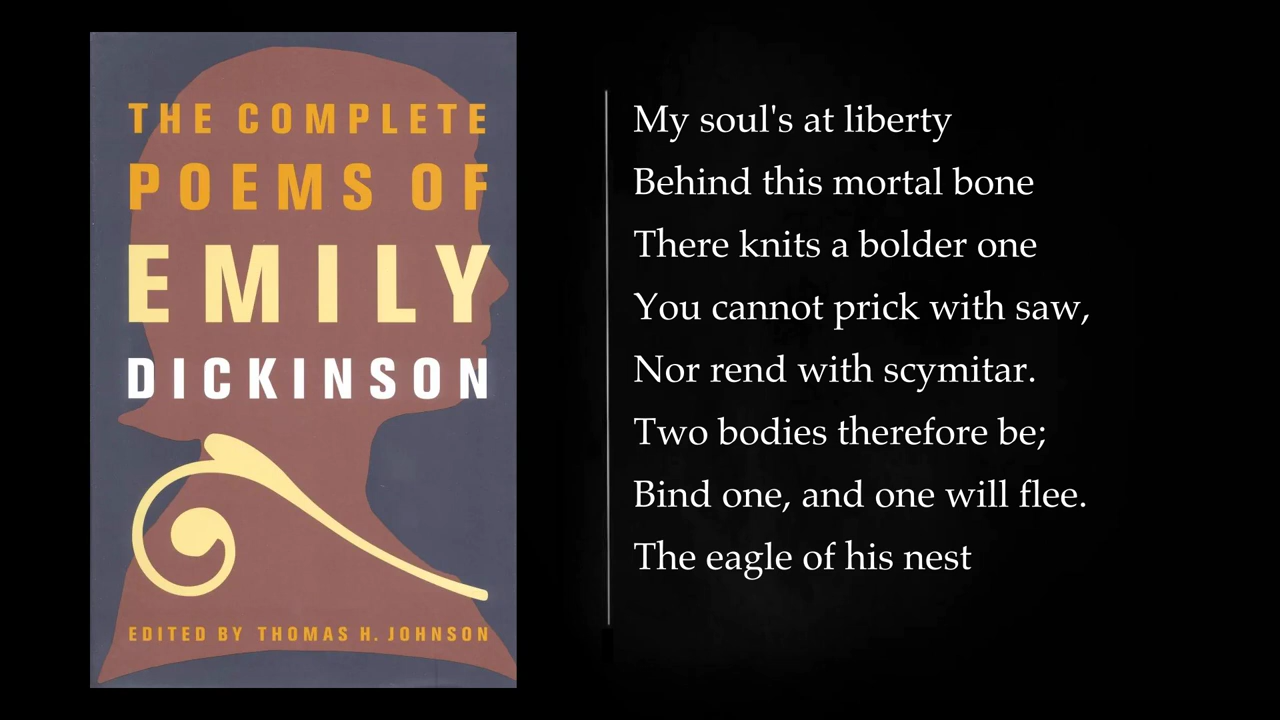 THE COMPLETE
POEMS OF
EMILY
DICKINSON
EDITED BY THOMAS H. JOHNSON
My soul's at liberty
Behind this mortal bone
There knits a bolder one
You cannot prick with saw,
Nor rend with scymitar.
Two bodies therefore be;
Bind one, and one will flee.
The eagle of his nest